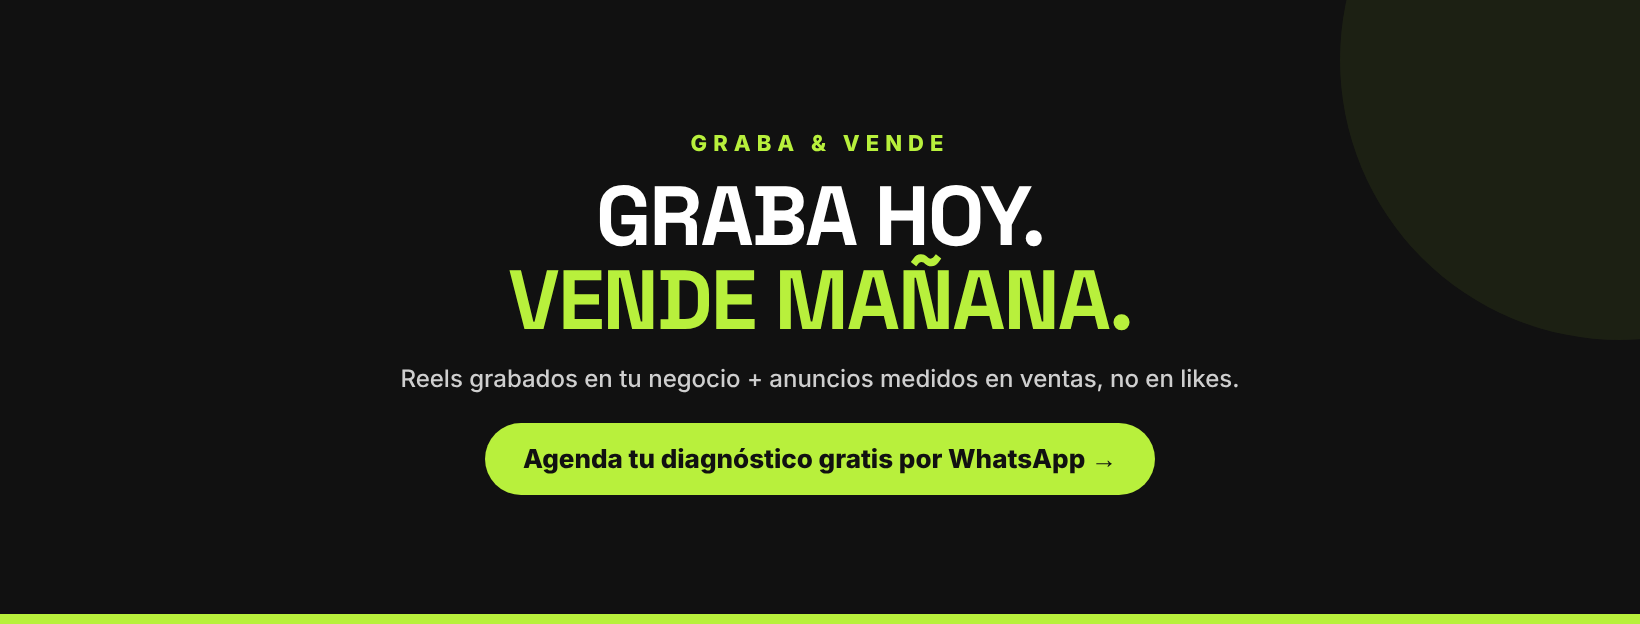 GRABA & VENDE
GRABA HOY.
VENDE MAÑANA.
Reels grabados en tu negocio + anuncios medidos en ventas, no en likes.
Agenda tu diagnóstico gratis por WhatsApp →